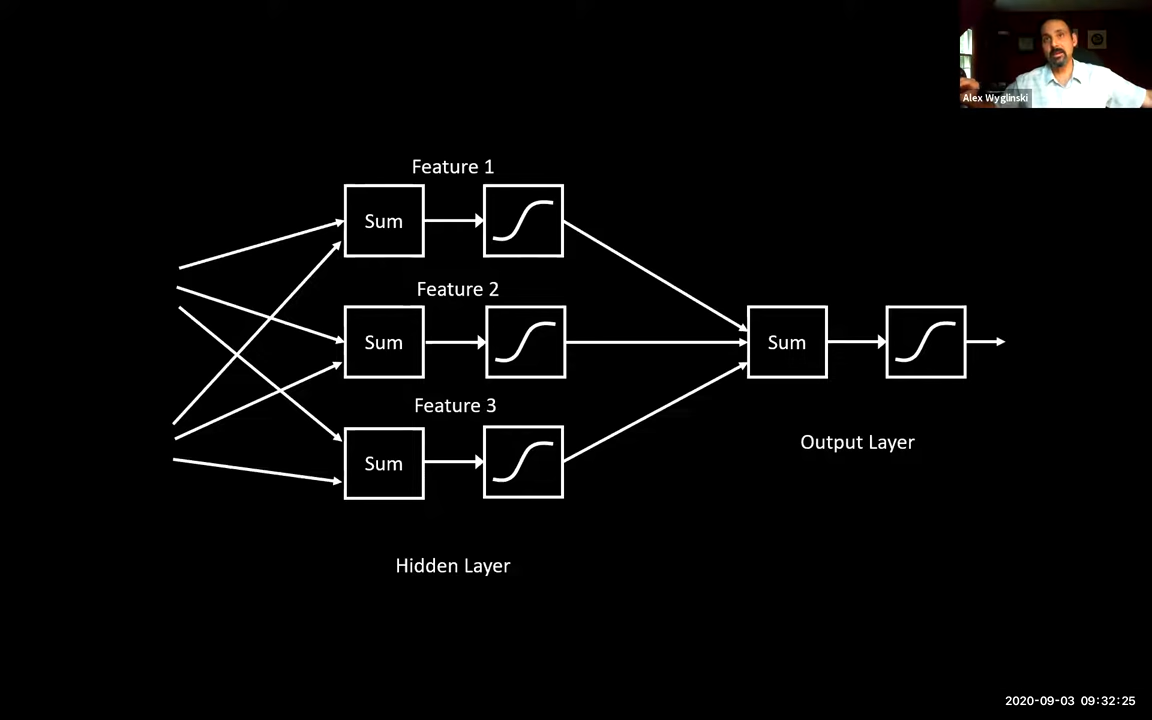 Alex Wyglinski
Feature 1
Sum
Feature 2
Sum
Sum
Feature 3
Sum
Output Layer
Hidden Layer
2020-09-03 09:32:25